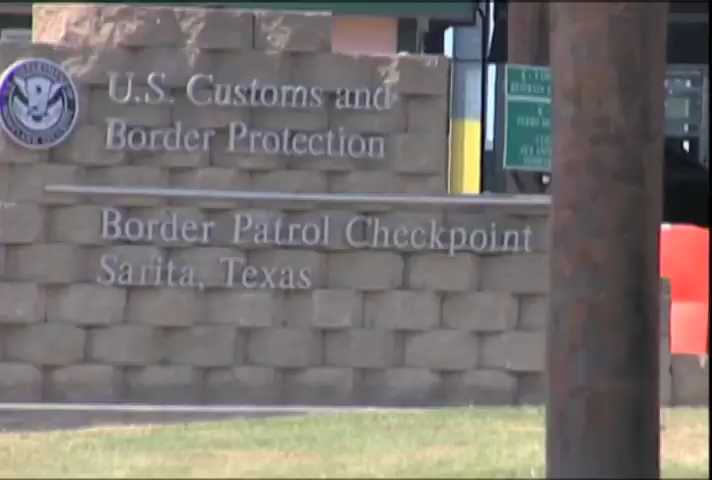 U.S. Customs and
Border Protection
Border Patrol Checkpoint
Sarita, Texas